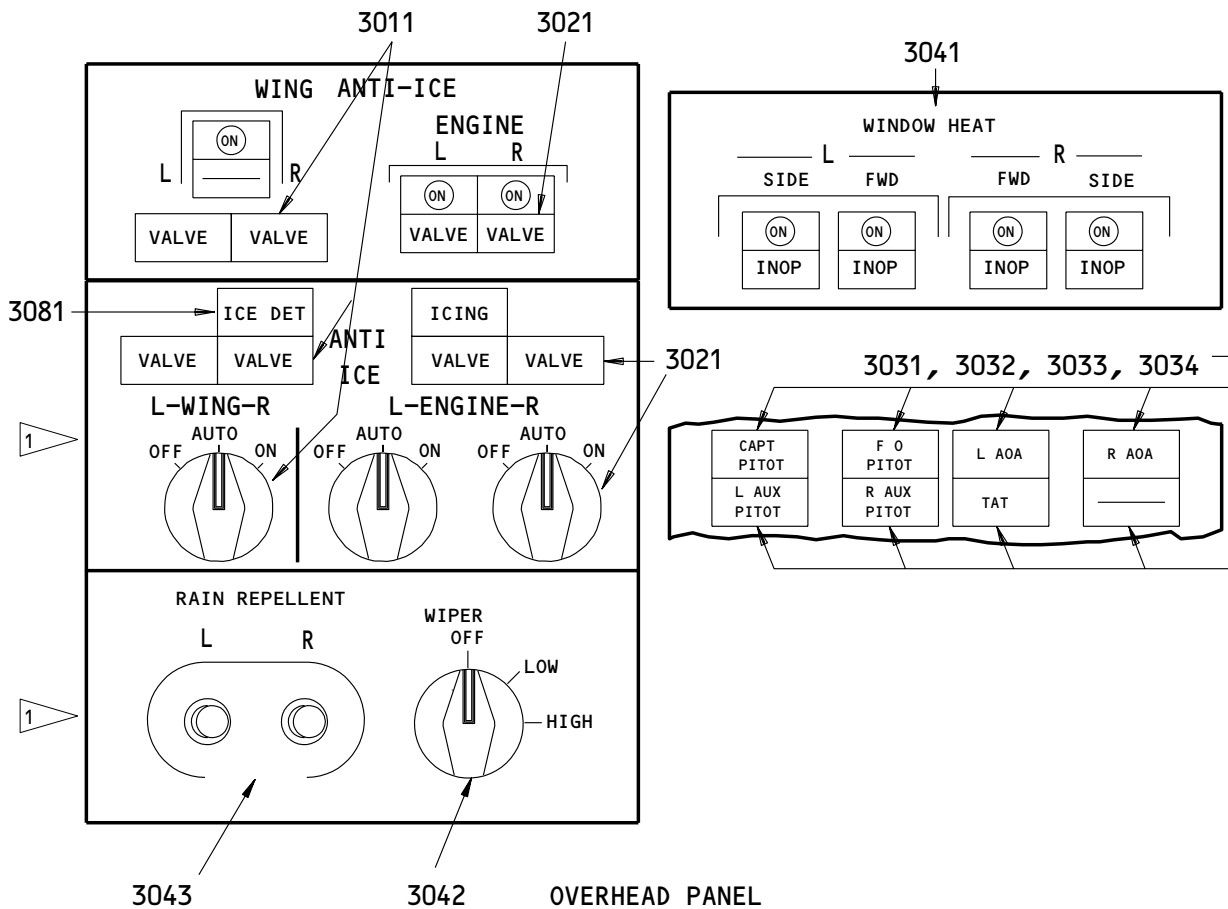 3011
3021
WING ANTI-ICE
ON
L
R
VALVE VALVE
ENGINE
L R
ON ON
VALVE VALVE
3081
ICE DET
VALVE VALVE
ANTI
ICE
ICING
VALVE VALVE
3021
1
L-WING-R
OFF AUTO ON
L-ENGINE-R
OFF AUTO ON
OFF AUTO ON
1
RAIN REPELLENT
L R
WIPER
OFF
LOW
HIGH
3043
3042
OVERHEAD PANEL
3041
WINDOW HEAT
L R
SIDE FWD FWD SIDE
ON ON ON ON
INOP INOP INOP INOP
3031, 3032, 3033, 3034
CAPT
PITOT
L AUX
PITOT
F O
PITOT
R AUX
PITOT
L AOA
TAT
R AOA